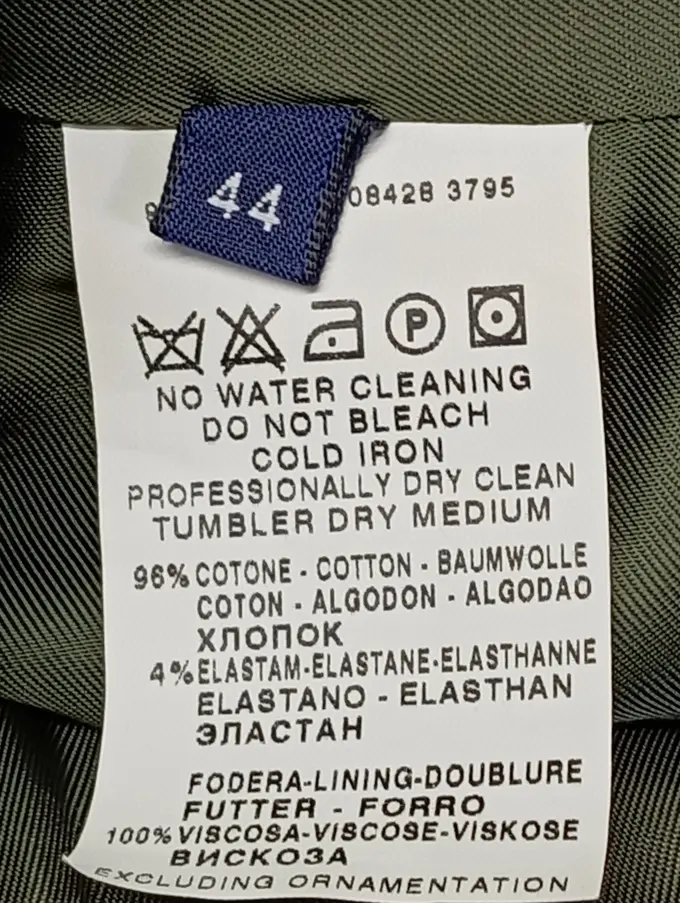 44
08428 3795
P
NO WATER CLEANING
DO NOT BLEACH
COLD IRON
PROFESSIONALLY DRY CLEAN
TUMBLER DRY MEDIUM
96% COTONE - COTTON - BAUMWOLLE
COTON - ALGODON - ALGODAO
ХЛОПОК
4% ELASTAM-ELASTANE-ELASTHANNE
ELASTANO - ELASTHAN
ЭЛАСТАН
FODERA-LINING-DOUBLURE
FUTTER - FORRO
100% VISCOSA-VISCOSE-VISKOSE
ВИСКОЗА
EXCLUDING ORNAMENTATION